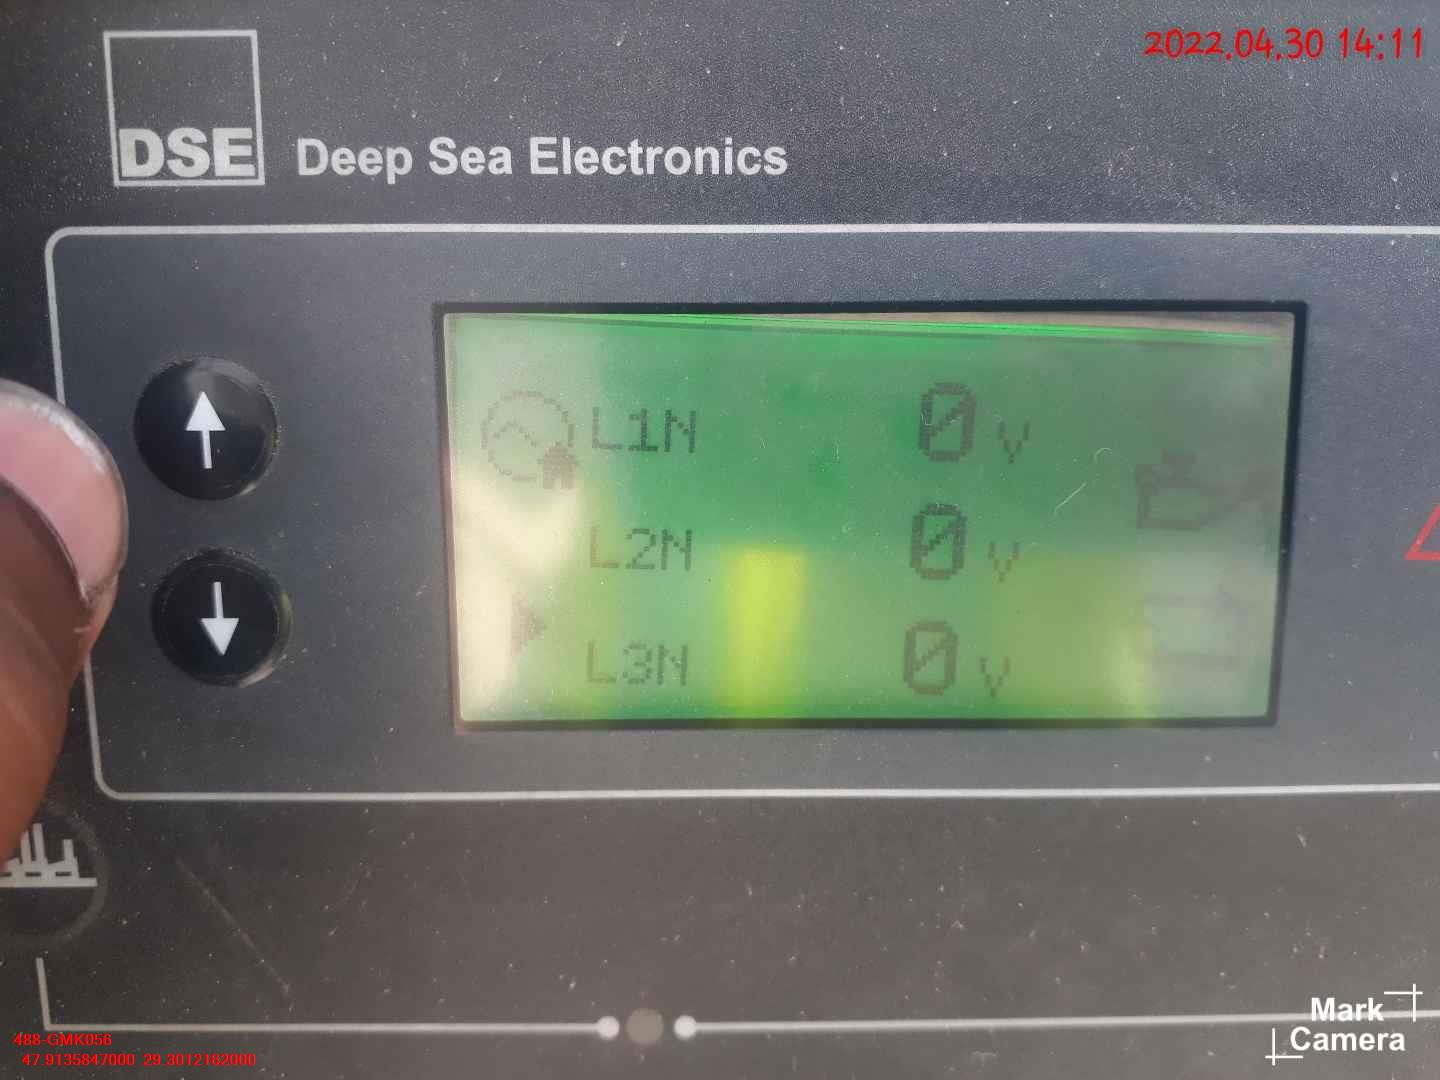 2022.04.30 14:11
DSE
Deep Sea Electronics
L1N 0 V
L2N 0 V
L3N 0 V
488-GMK056
47.9135847000 29.3012162000
Mark
Camera